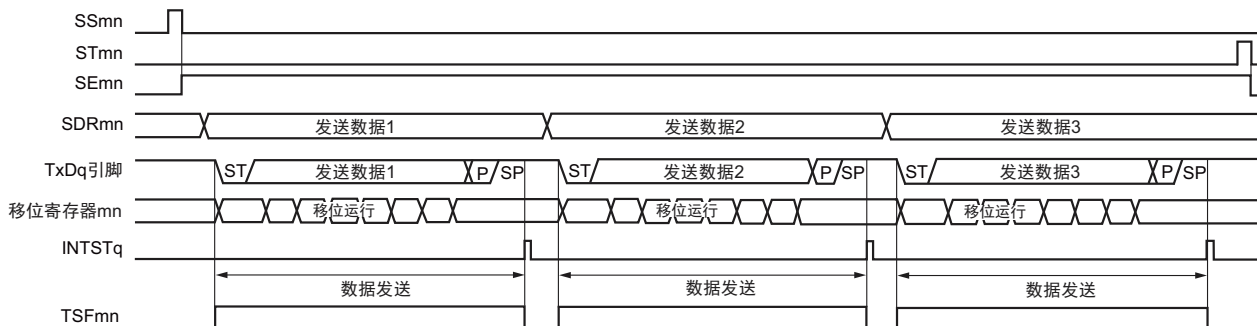 SSmn
STmn
SEmn
SDRmn 发送数据1 发送数据2 发送数据3
TxDq引脚 ST 发送数据1 P SP ST 发送数据2 P SP ST 发送数据3 P SP
移位寄存器mn 移位运行 移位运行 移位运行
INTSTq
数据发送 数据发送 数据发送
TSFmn